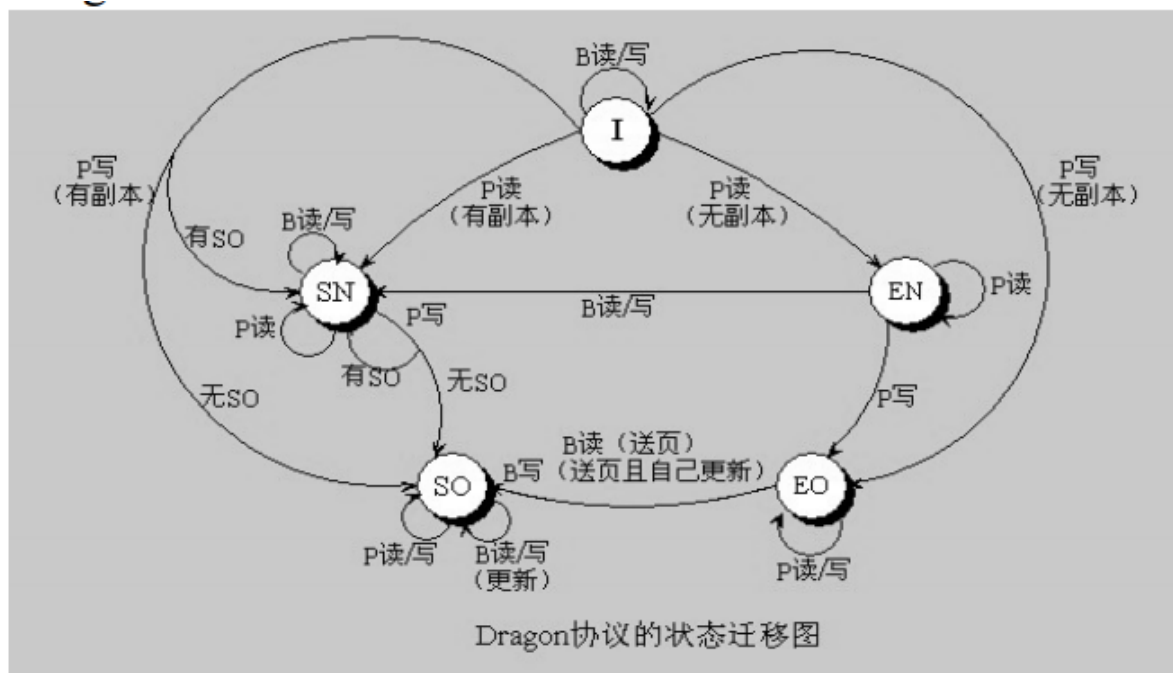 B读/写
I
P写
（有副本）
P读
（有副本）
P读
（无副本）
P写
（无副本）
有SO
B读/写
SN
EN
P读
B读/写
P读
P写
有SO
无SO
无SO
P写
B读（送页）
B写（送页且自己更新）
SO
EO
P读/写
B读/写
（更新）
P读/写
Dragon协议的状态迁移图